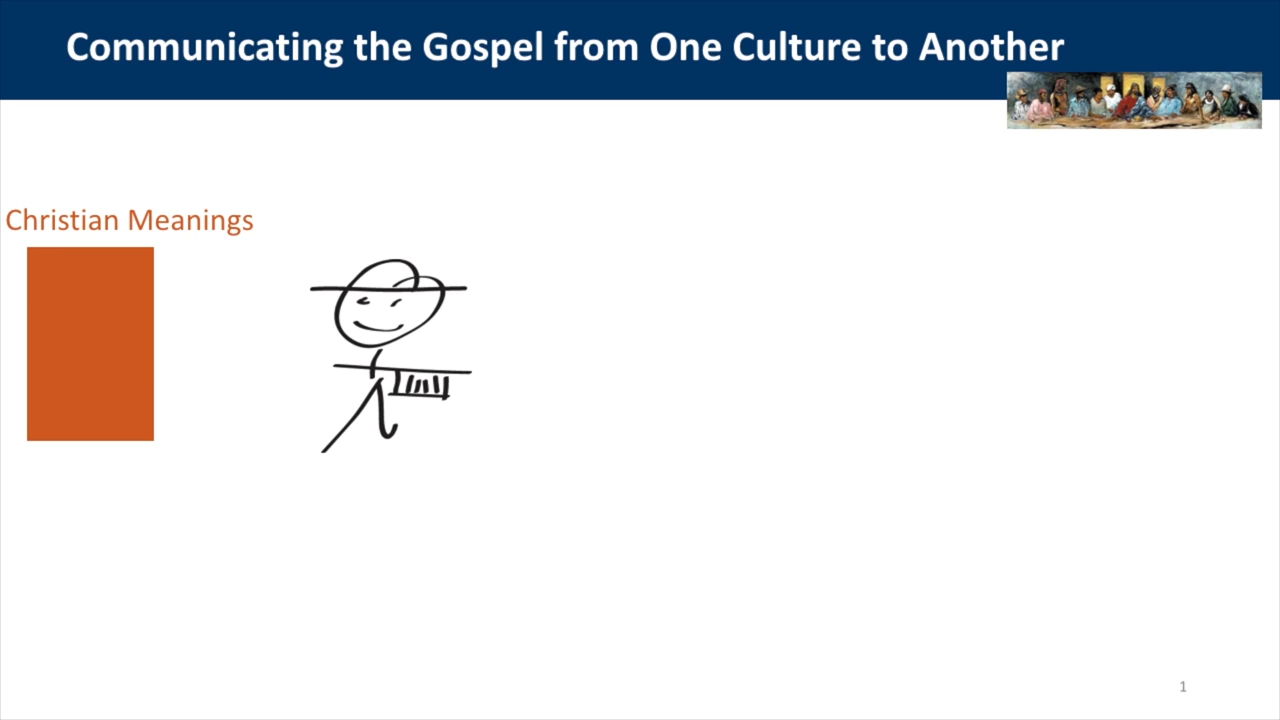 Communicating the Gospel from One Culture to Another
Christian Meanings
1